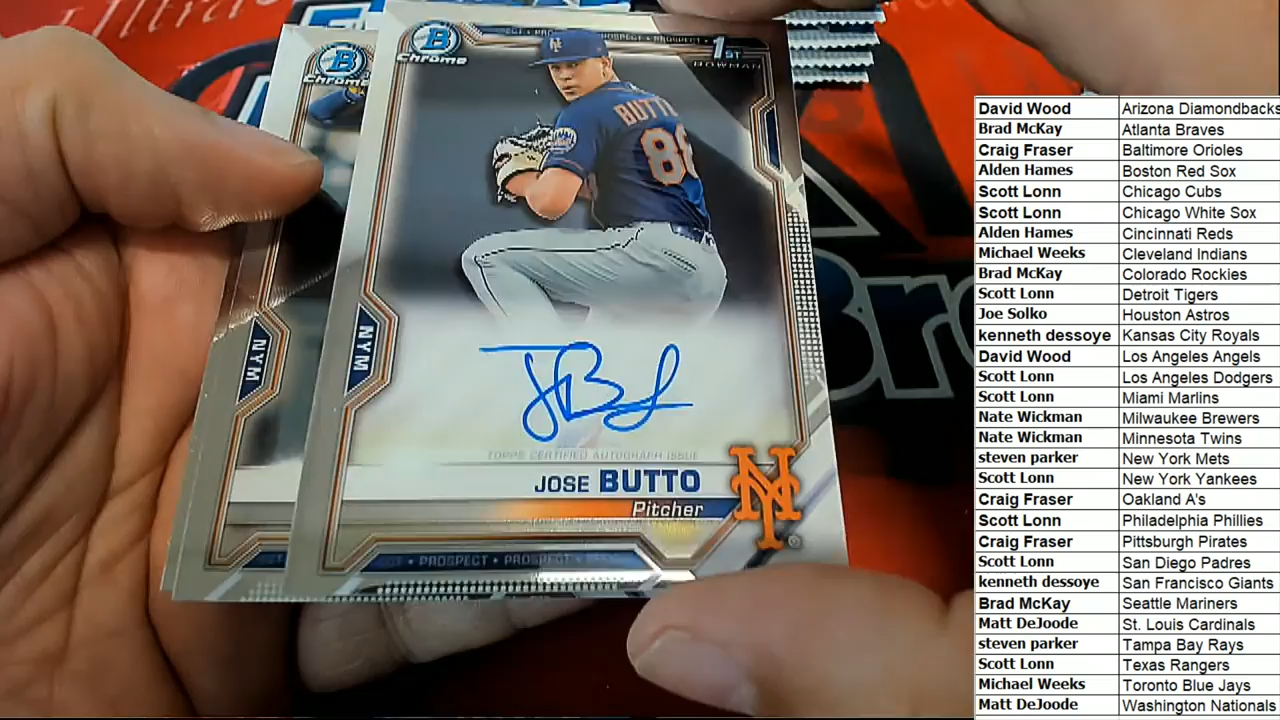 B
Chrome
B
Chrome
PROSPECT
1ST
BOWMAN
BUTTO
NYM
NYM
TOPPS CERTIFIED AUTOGRAPH ISSUE
JOSE BUTTO
Pitcher
NY
PROSPECT • PROSPECT
David Wood Arizona Diamondbacks
Brad McKay Atlanta Braves
Craig Fraser Baltimore Orioles
Alden Hames Boston Red Sox
Scott Lonn Chicago Cubs
Scott Lonn Chicago White Sox
Alden Hames Cincinnati Reds
Michael Weeks Cleveland Indians
Brad McKay Colorado Rockies
Scott Lonn Detroit Tigers
Joe Solko Houston Astros
kenneth dessoye Kansas City Royals
David Wood Los Angeles Angels
Scott Lonn Los Angeles Dodgers
Scott Lonn Miami Marlins
Nate Wickman Milwaukee Brewers
Nate Wickman Minnesota Twins
steven parker New York Mets
Scott Lonn New York Yankees
Craig Fraser Oakland A's
Scott Lonn Philadelphia Phillies
Craig Fraser Pittsburgh Pirates
Scott Lonn San Diego Padres
kenneth dessoye San Francisco Giants
Brad McKay Seattle Mariners
Matt DeJoode St. Louis Cardinals
steven parker Tampa Bay Rays
Scott Lonn Texas Rangers
Michael Weeks Toronto Blue Jays
Matt DeJoode Washington Nationals